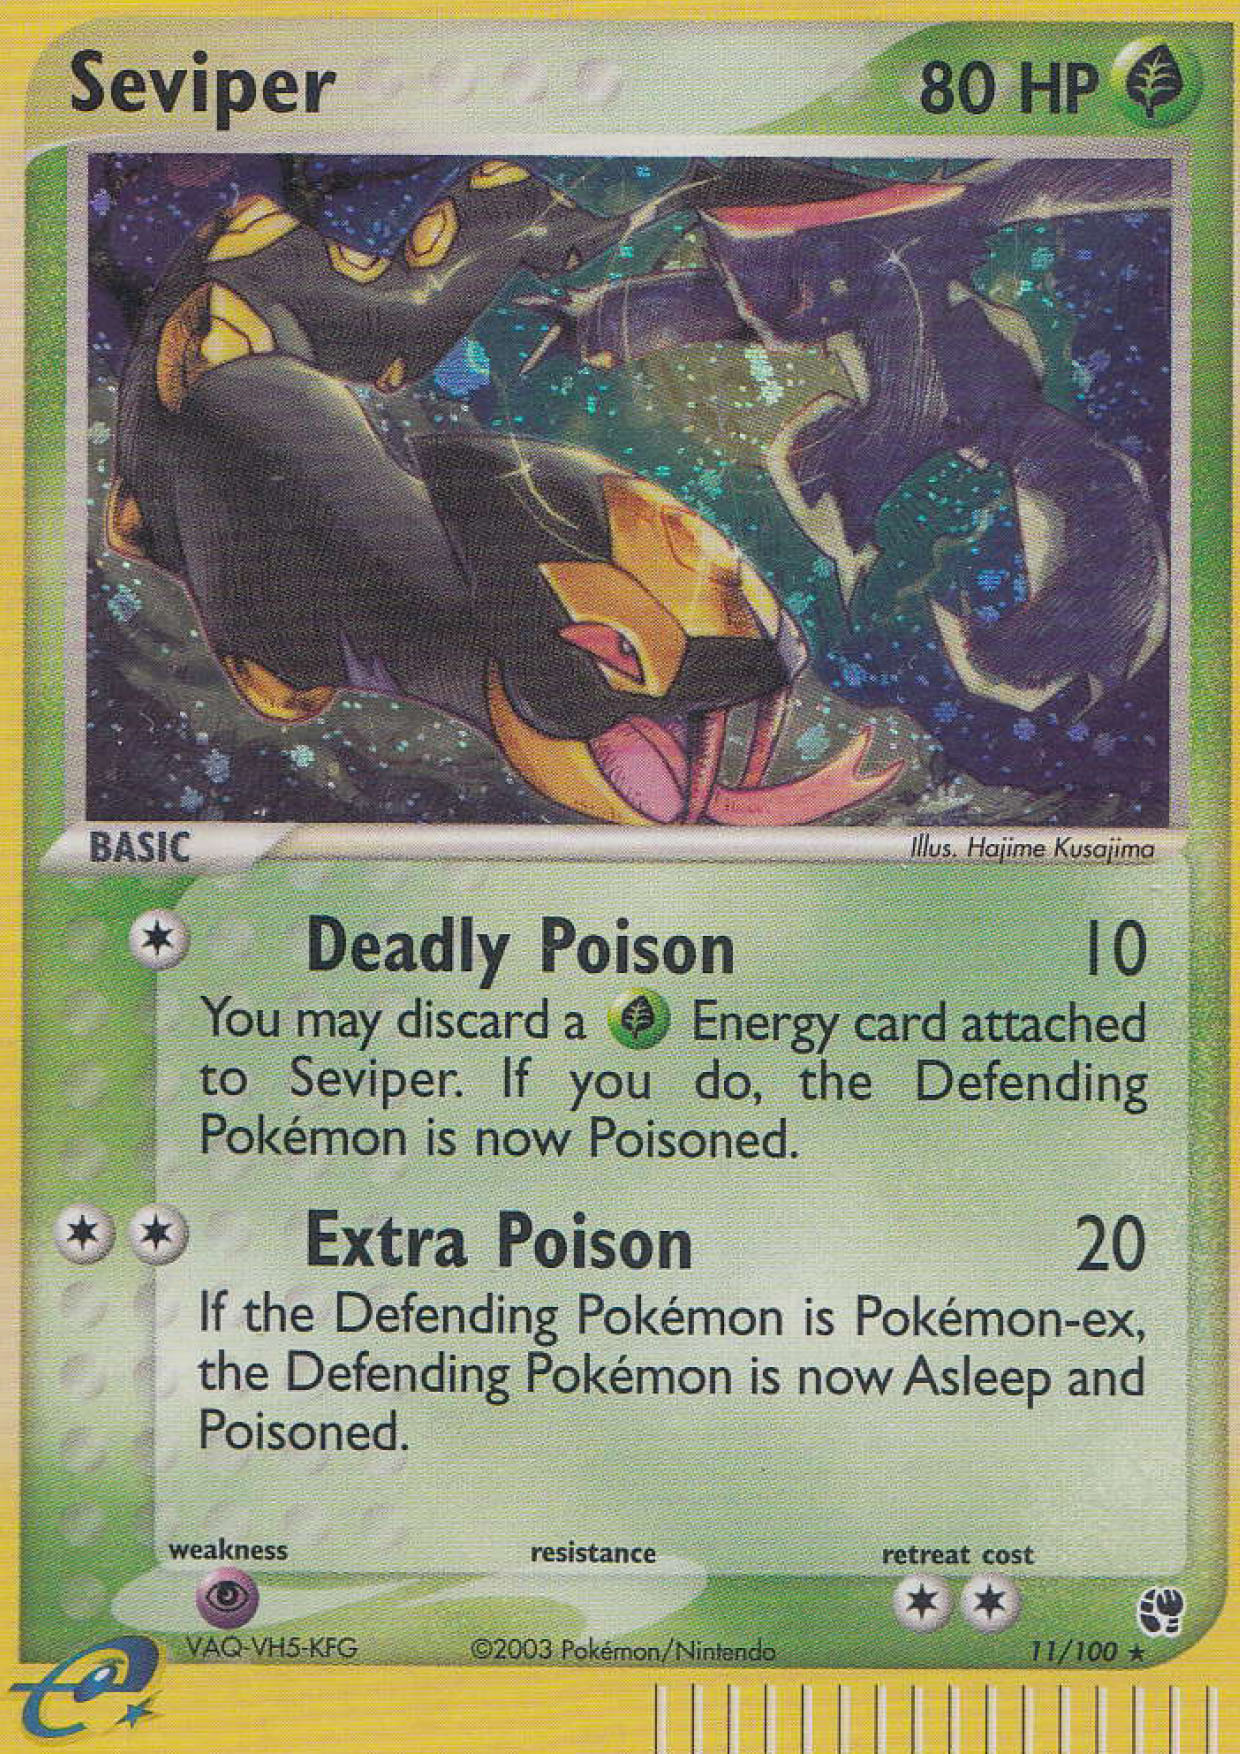 Seviper 80 HP
BASIC
Illus. Hajime Kusajima
Deadly Poison 10
You may discard a Energy card attached
to Seviper. If you do, the Defending
Pokémon is now Poisoned.
Extra Poison 20
If the Defending Pokémon is Pokémon-ex,
the Defending Pokémon is now Asleep and
Poisoned.
weakness resistance retreat cost
VAQ-VH5-KFG ©2003 Pokémon/Nintendo 11/100 ★
e